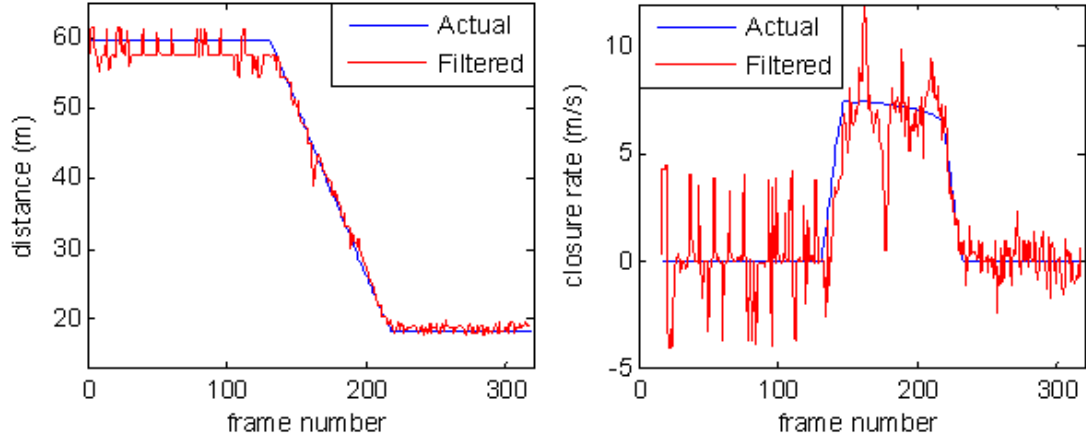 60
50
40
30
20
0
100
200
300
distance (m)
frame number
Actual
Filtered
10
5
0
-5
0
100
200
300
closure rate (m/s)
frame number
Actual
Filtered